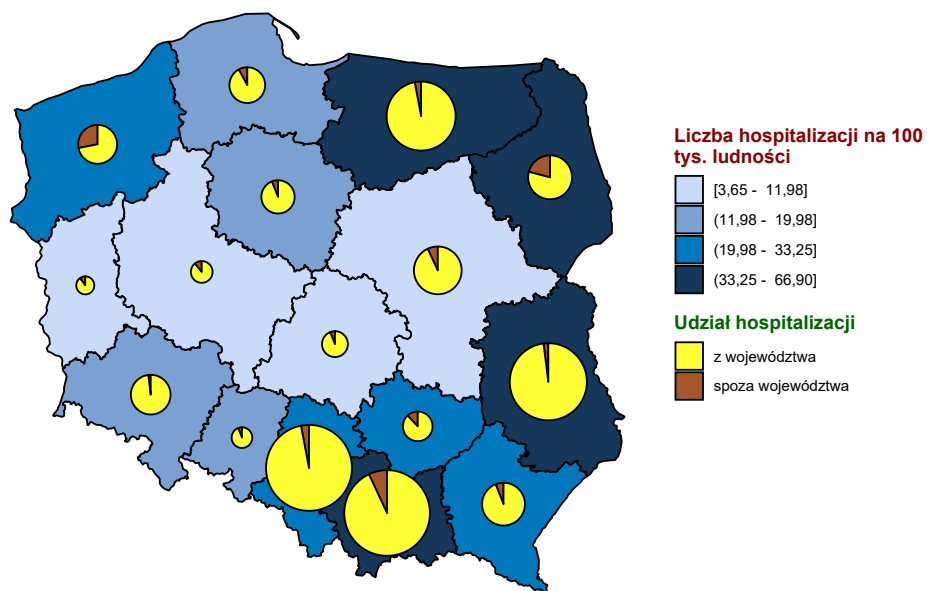 Liczba hospitalizacji na 100
tys. ludności
[3,65 - 11,98]
(11,98 - 19,98]
(19,98 - 33,25]
(33,25 - 66,90]
Udział hospitalizacji
z województwa
spoza województwa